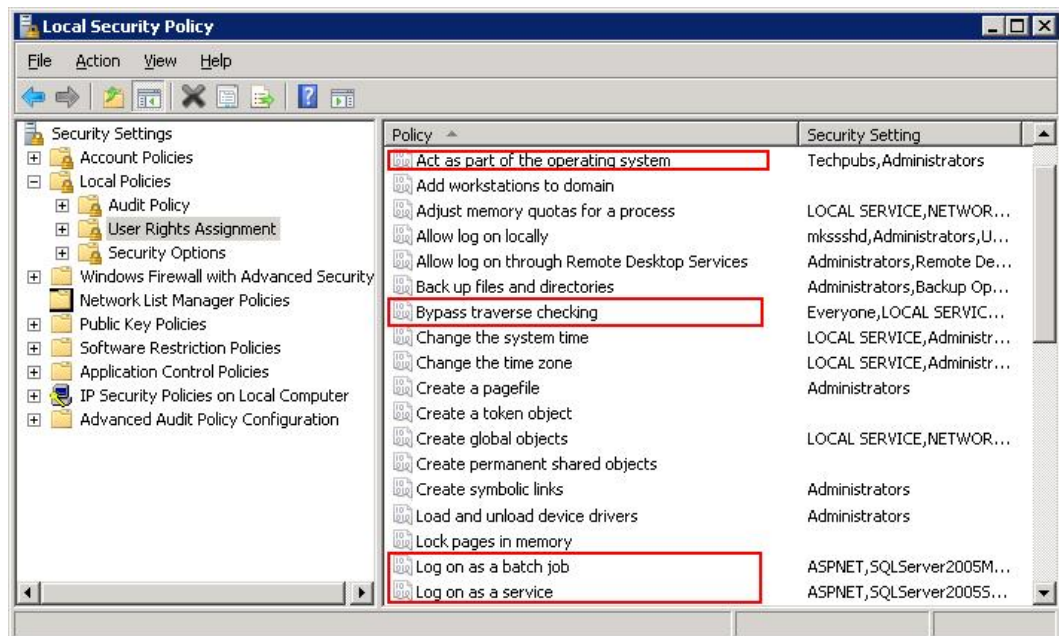 Local Security Policy
File Action View Help
Security Settings
Account Policies
Local Policies
Audit Policy
User Rights Assignment
Security Options
Windows Firewall with Advanced Security
Network List Manager Policies
Public Key Policies
Software Restriction Policies
Application Control Policies
IP Security Policies on Local Computer
Advanced Audit Policy Configuration
Policy Security Setting
Act as part of the operating system Techpubs,Administrators
Add workstations to domain
Adjust memory quotas for a process LOCAL SERVICE,NETWOR...
Allow log on locally mkssshd,Administrators,U...
Allow log on through Remote Desktop Services Administrators,Remote De...
Back up files and directories Administrators,Backup Op...
Bypass traverse checking Everyone,LOCAL SERVIC...
Change the system time LOCAL SERVICE,Administr...
Change the time zone LOCAL SERVICE,Administr...
Create a pagefile Administrators
Create a token object
Create global objects LOCAL SERVICE,NETWOR...
Create permanent shared objects
Create symbolic links Administrators
Load and unload device drivers Administrators
Lock pages in memory
Log on as a batch job ASPNET,SQLServer2005M...
Log on as a service ASPNET,SQLServer2005S...